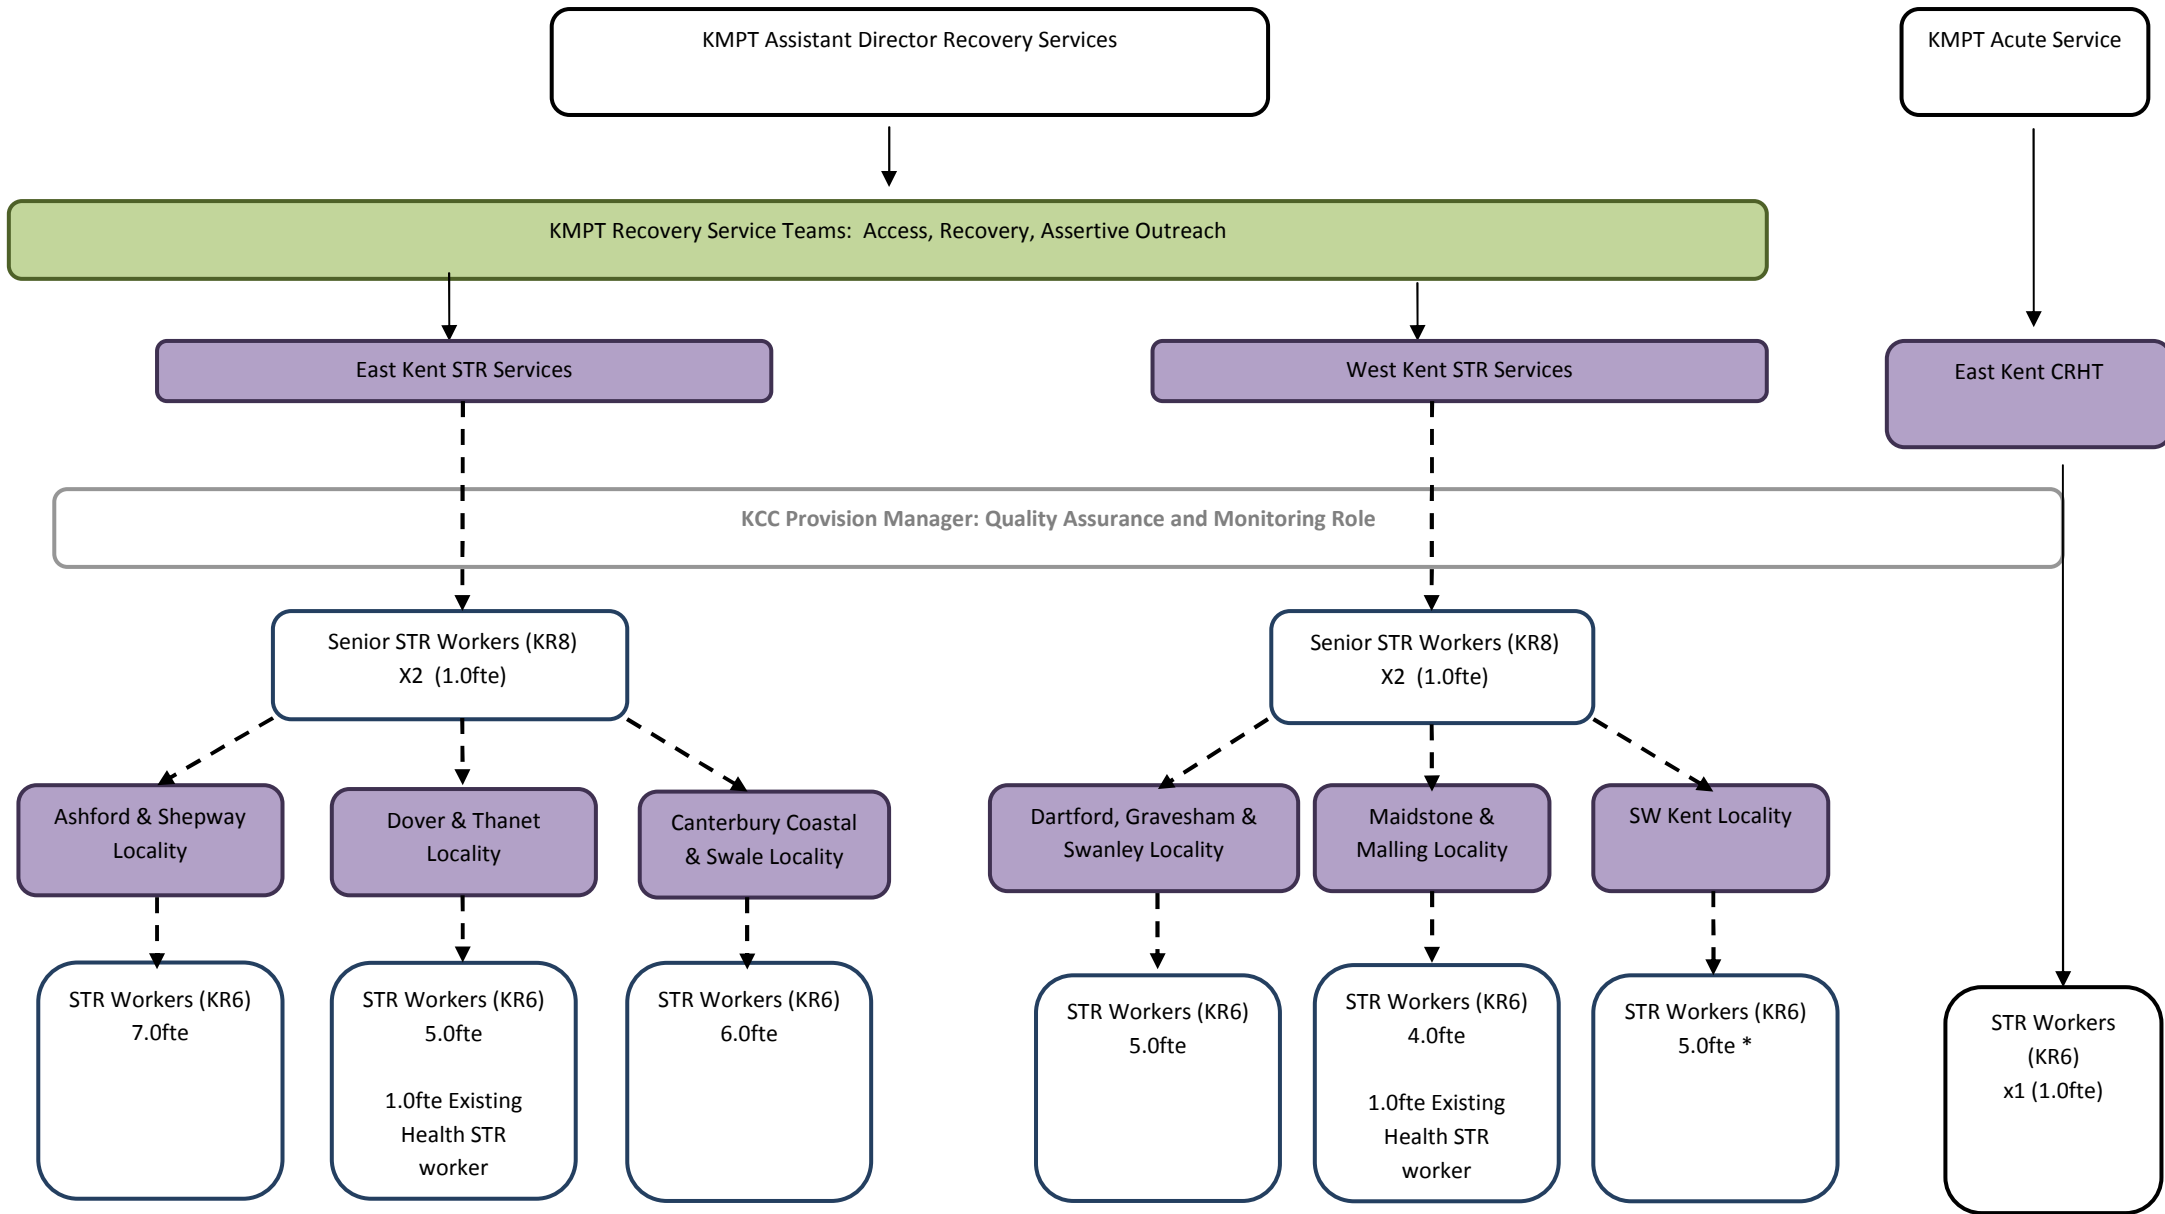 KMPT Assistant Director Recovery Services
KMPT Acute Service
KMPT Recovery Service Teams:  Access, Recovery, Assertive Outreach
East Kent STR Services
West Kent STR Services
East Kent CRHT
KCC Provision Manager: Quality Assurance and Monitoring Role
Senior STR Workers (KR8)
X2  (1.0fte)
Senior STR Workers (KR8)
X2  (1.0fte)
Ashford & Shepway
Locality
Dover & Thanet
Locality
Canterbury Coastal
& Swale Locality
Dartford, Gravesham &
Swanley Locality
Maidstone &
Malling Locality
SW Kent Locality
STR Workers (KR6)
7.0fte
STR Workers (KR6)
5.0fte
1.0fte Existing
Health STR
worker
STR Workers (KR6)
6.0fte
STR Workers (KR6)
5.0fte
STR Workers (KR6)
4.0fte
1.0fte Existing
Health STR
worker
STR Workers (KR6)
5.0fte *
STR Workers
(KR6)
x1 (1.0fte)